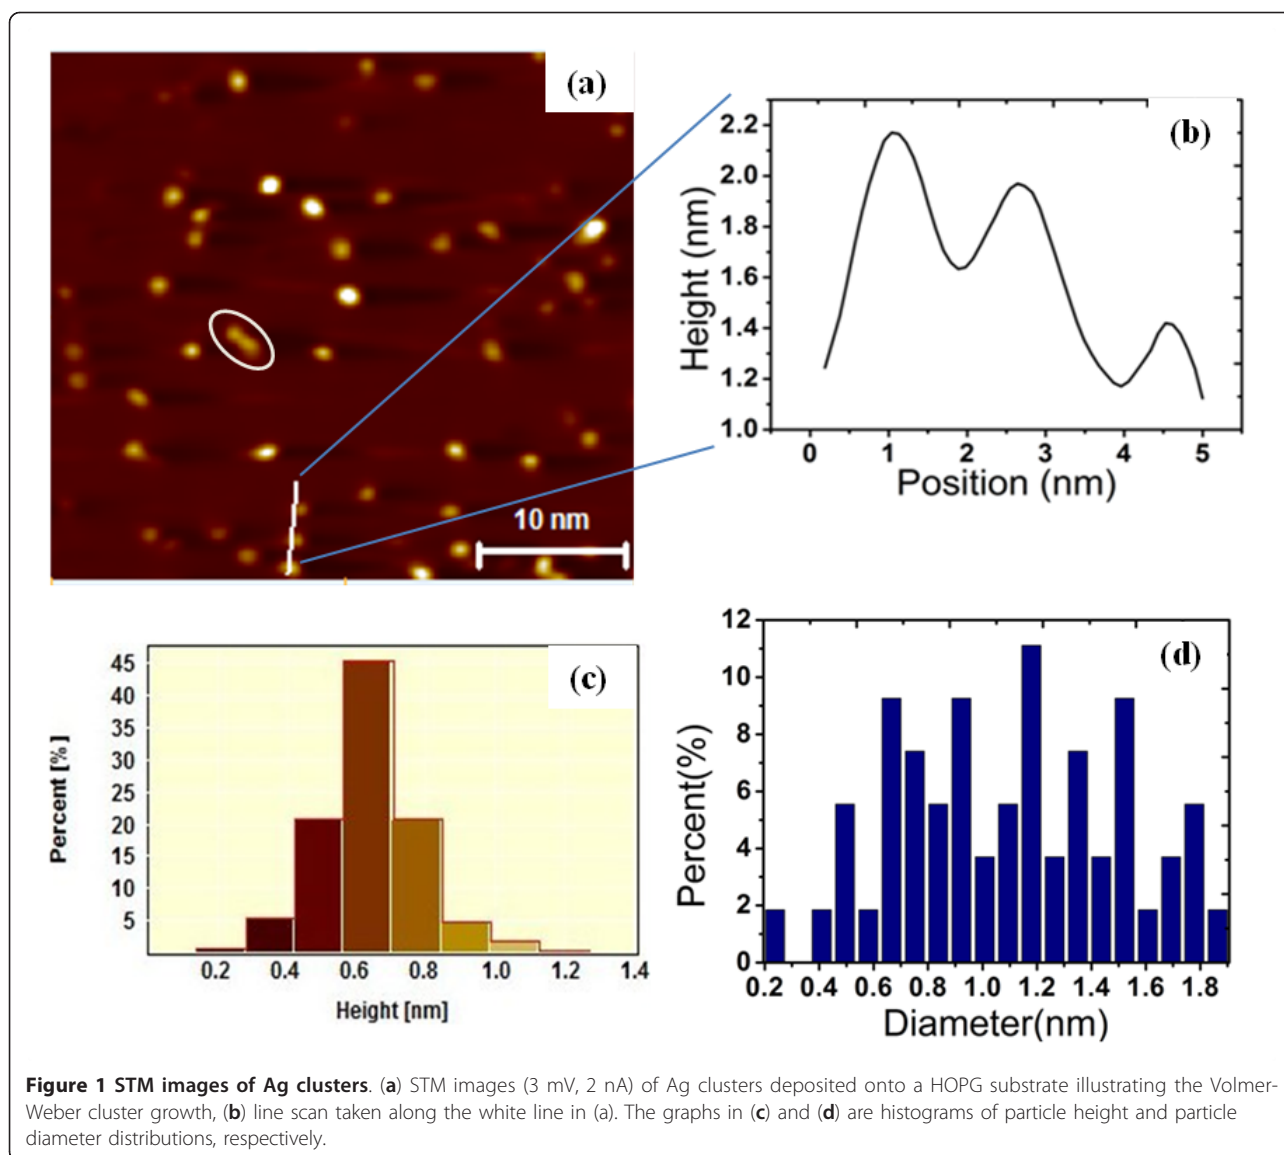 (a)
10 nm
(b)
2.2
2.0
1.8
1.6
1.4
1.2
1.0
Height (nm)
0 1 2 3 4 5
Position (nm)
(c)
45
40
35
30
25
20
15
10
5
Percent [%]
0.2 0.4 0.6 0.8 1.0 1.2 1.4
Height [nm]
(d)
12
10
8
6
4
2
0
Percent(%)
0.2 0.4 0.6 0.8 1.0 1.2 1.4 1.6 1.8
Diameter(nm)
Figure 1 STM images of Ag clusters. (a) STM images (3 mV, 2 nA) of Ag clusters deposited onto a HOPG substrate illustrating the Volmer-
Weber cluster growth, (b) line scan taken along the white line in (a). The graphs in (c) and (d) are histograms of particle height and particle
diameter distributions, respectively.